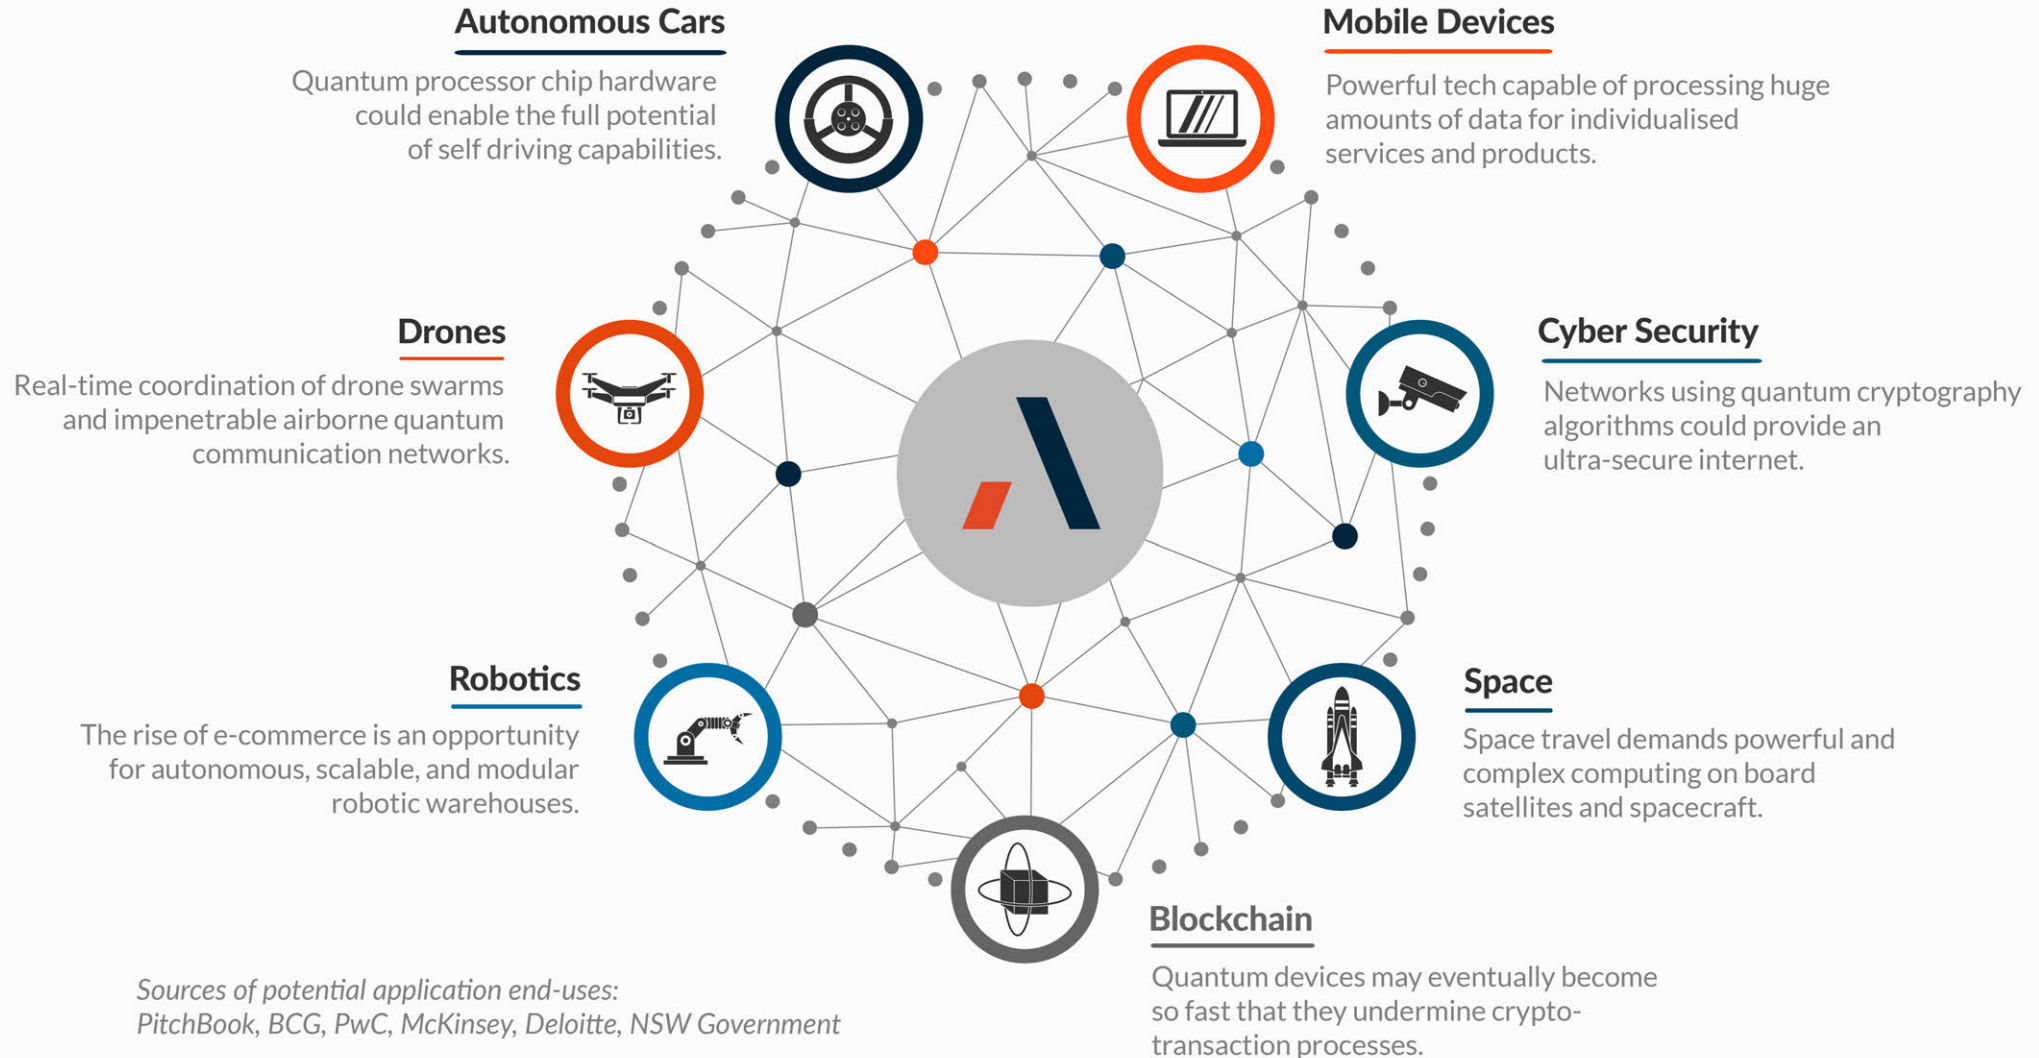 Autonomous Cars
Quantum processor chip hardware
could enable the full potential
of self driving capabilities.
Mobile Devices
Powerful tech capable of processing huge
amounts of data for individualised
services and products.
Drones
Real-time coordination of drone swarms
and impenetrable airborne quantum
communication networks.
Cyber Security
Networks using quantum cryptography
algorithms could provide an
ultra-secure internet.
Robotics
The rise of e-commerce is an opportunity
for autonomous, scalable, and modular
robotic warehouses.
Space
Space travel demands powerful and
complex computing on board
satellites and spacecraft.
Blockchain
Quantum devices may eventually become
so fast that they undermine crypto-
transaction processes.
Sources of potential application end-uses:
PitchBook, BCG, PwC, McKinsey, Deloitte, NSW Government